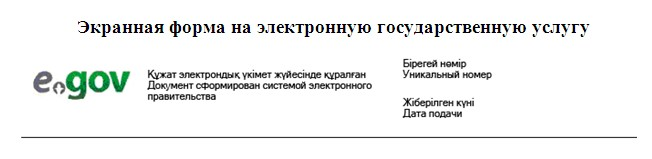 Экранная форма на электронную государственную услугу
e.gov
Құжат электрондық үкімет жүйесінде құралған
Документ сформирован системой электронного
правительства
Бірегей нөмір
Уникальный номер
Жіберілген күні
Дата подачи